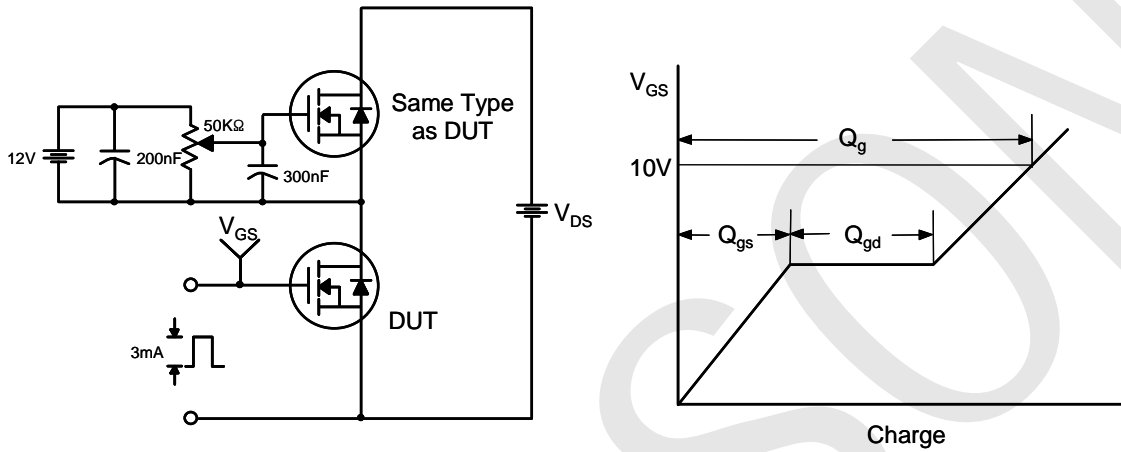 Same Type
as DUT
50KΩ
12V
200nF
300nF
V_GS
V_DS
DUT
3mA
V_GS
10V
Q_g
Q_gs
Q_gd
Charge